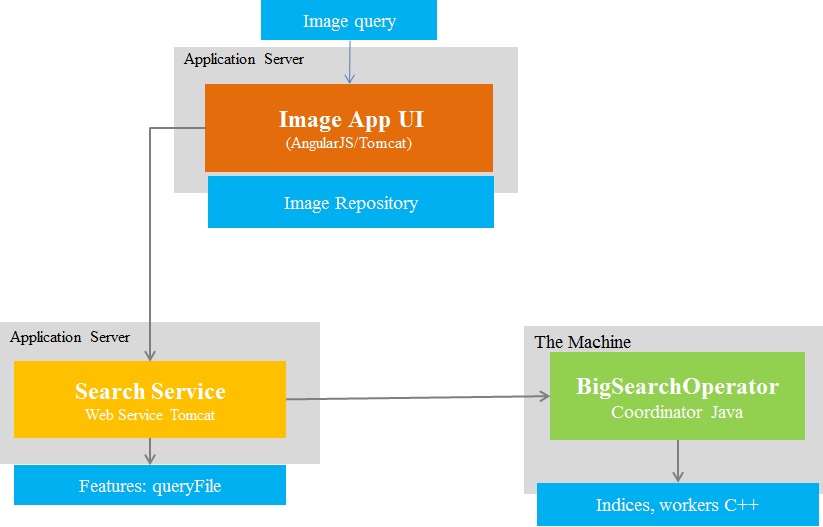 Image query
Application Server
Image App UI
(AngularJS/Tomcat)
Image Repository
Application Server
Search Service
Web Service Tomcat
Features: queryFile
The Machine
BigSearchOperator
Coordinator Java
Indices, workers C++